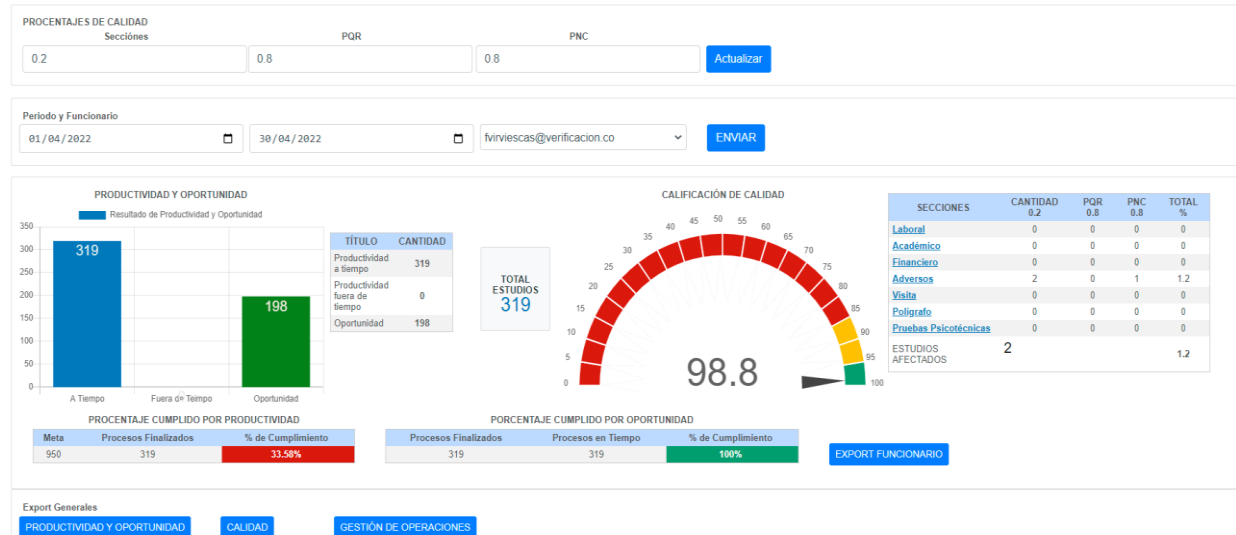 PROCENTAJES DE CALIDAD
Secciónes PQR PNC
0.2 0.8 0.8 Actualizar
Periodo y Funcionario
01/04/2022 30/04/2022 fvirviescas@verificacion.co ENVIAR
PRODUCTIVIDAD Y OPORTUNIDAD
Resultado de Productividad y Oportunidad
350
300
250
200
150
100
50
0
319
198
A Tiempo Fuera de Teimpo Oportunidad
TÍTULO CANTIDAD
Productividad a tiempo 319
Productividad fuera de tiempo 0
Oportunidad 198
TOTAL
ESTUDIOS
319
CALIFICACIÓN DE CALIDAD
0 5 10 15 20 25 30 35 40 45 50 55 60 65 70 75 80 85 90 95 100
98.8
SECCIONES CANTIDAD 0.2 PQR 0.8 PNC 0.8 TOTAL %
Laboral 0 0 0 0
Académico 0 0 0 0
Financiero 0 0 0 0
Adversos 2 0 1 1.2
Visita 0 0 0 0
Poligrafo 0 0 0 0
Pruebas Psicotécnicas 0 0 0 0
ESTUDIOS AFECTADOS 2 1.2
PROCENTAJE CUMPLIDO POR PRODUCTIVIDAD
Meta Procesos Finalizados % de Cumplimiento
950 319 33.58%
PORCENTAJE CUMPLIDO POR OPORTUNIDAD
Procesos Finalizados Procesos en Tiempo % de Cumplimiento
319 319 100%
EXPORT FUNCIONARIO
Export Generales
PRODUCTIVIDAD Y OPORTUNIDAD CALIDAD GESTIÓN DE OPERACIONES